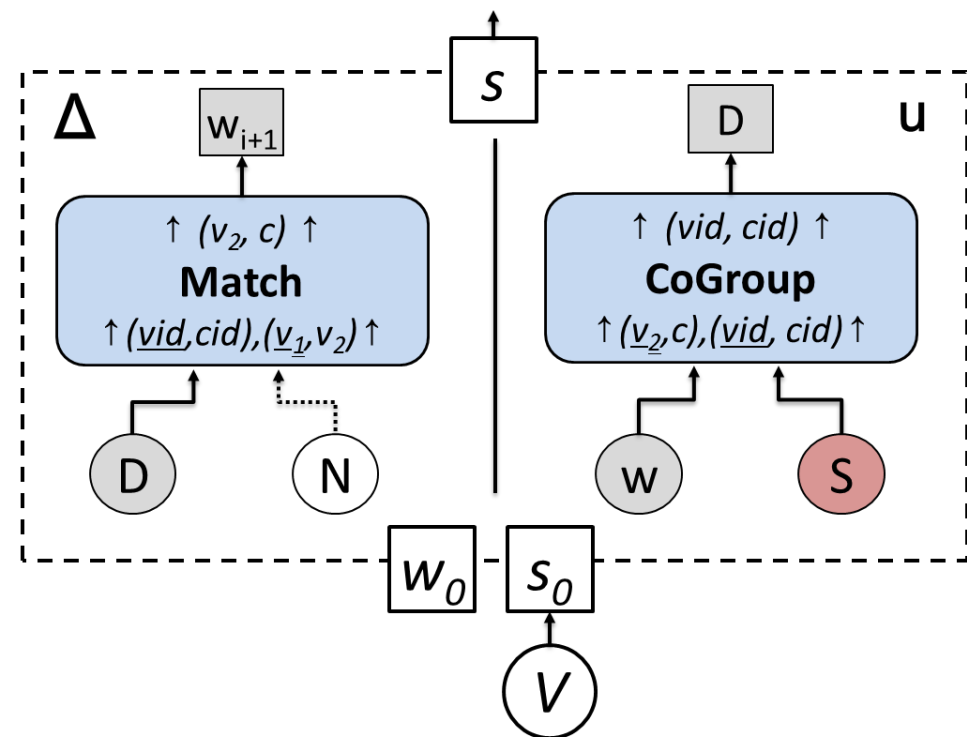 s
Δ
u
w_{i+1}
D
↑ (v₂, c) ↑
Match
↑(vid,cid),(v₁,v₂)↑
↑ (vid, cid) ↑
CoGroup
↑(v₂,c),(vid, cid)↑
D
N
w
S
w₀
s₀
V